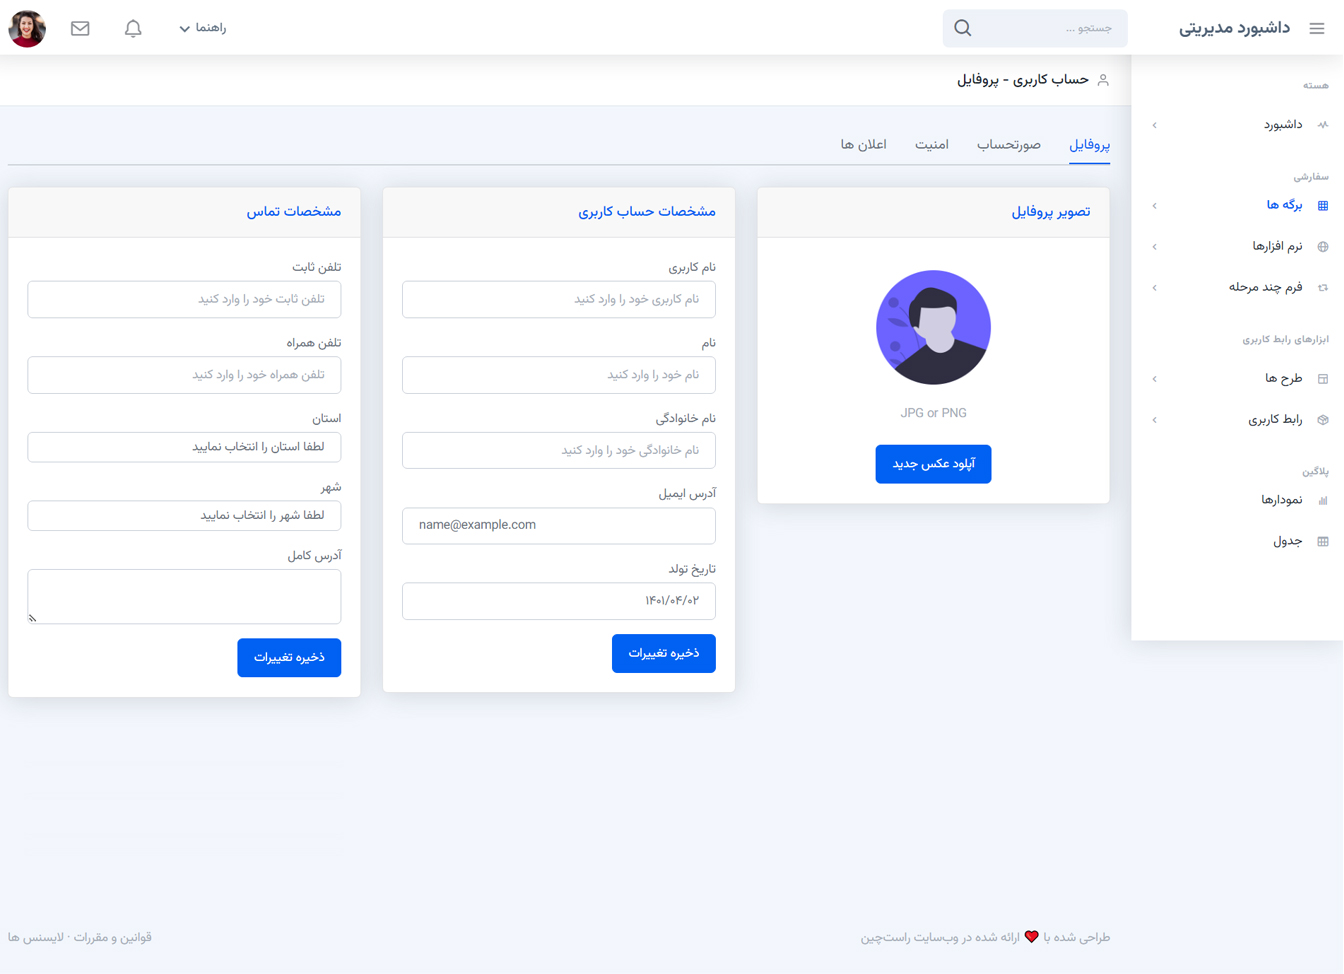 داشبورد مدیریتی
جستجو ...
راهنما
هسته
داشبورد
سفارشی
برگه ها
نرم افزارها
فرم چند مرحله
ابزارهای رابط کاربری
طرح ها
رابط کاربری
پلاگین
نمودارها
جدول
حساب کاربری - پروفایل
پروفایل
صورتحساب
امنیت
اعلان ها
تصویر پروفایل
JPG or PNG
آپلود عکس جدید
مشخصات حساب کاربری
نام کاربری
نام کاربری خود را وارد کنید
نام
نام خود را وارد کنید
نام خانوادگی
نام خانوادگی خود را وارد کنید
آدرس ایمیل
name@example.com
تاریخ تولد
۱۴۰۱/۰۴/۰۲
ذخیره تغییرات
مشخصات تماس
تلفن ثابت
تلفن ثابت خود را وارد کنید
تلفن همراه
تلفن همراه خود را وارد کنید
استان
لطفا استان را انتخاب نمایید
شهر
لطفا شهر را انتخاب نمایید
آدرس کامل
ذخیره تغییرات
طراحی شده با ❤ ارائه شده در وب‌سایت راست‌چین
قوانین و مقررات · لایسنس ها